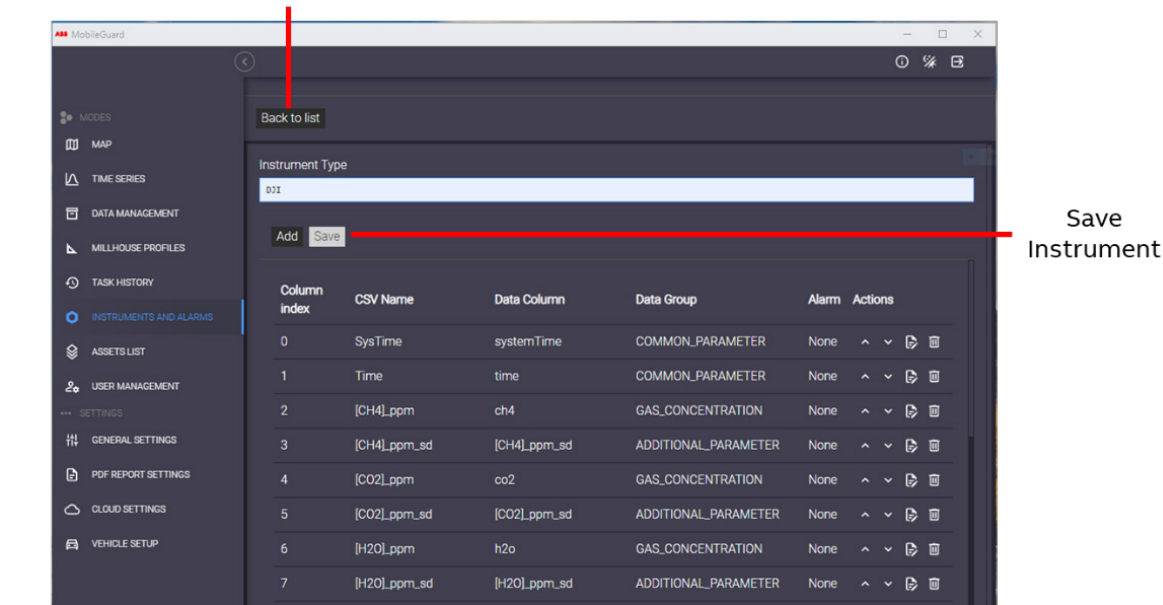 ABB MobileGuard
MODES
MAP
TIME SERIES
DATA MANAGEMENT
MILLHOUSE PROFILES
TASK HISTORY
INSTRUMENTS AND ALARMS
ASSETS LIST
USER MANAGEMENT
SETTINGS
GENERAL SETTINGS
PDF REPORT SETTINGS
CLOUD SETTINGS
VEHICLE SETUP
Back to list
Instrument Type
DJI
Add Save
Save
Instrument
Column index CSV Name Data Column Data Group Alarm Actions
0 SysTime systemTime COMMON_PARAMETER None
1 Time time COMMON_PARAMETER None
2 [CH4]_ppm ch4 GAS_CONCENTRATION None
3 [CH4]_ppm_sd [CH4]_ppm_sd ADDITIONAL_PARAMETER None
4 [CO2]_ppm co2 GAS_CONCENTRATION None
5 [CO2]_ppm_sd [CO2]_ppm_sd ADDITIONAL_PARAMETER None
6 [H2O]_ppm h2o GAS_CONCENTRATION None
7 [H2O]_ppm_sd [H2O]_ppm_sd ADDITIONAL_PARAMETER None